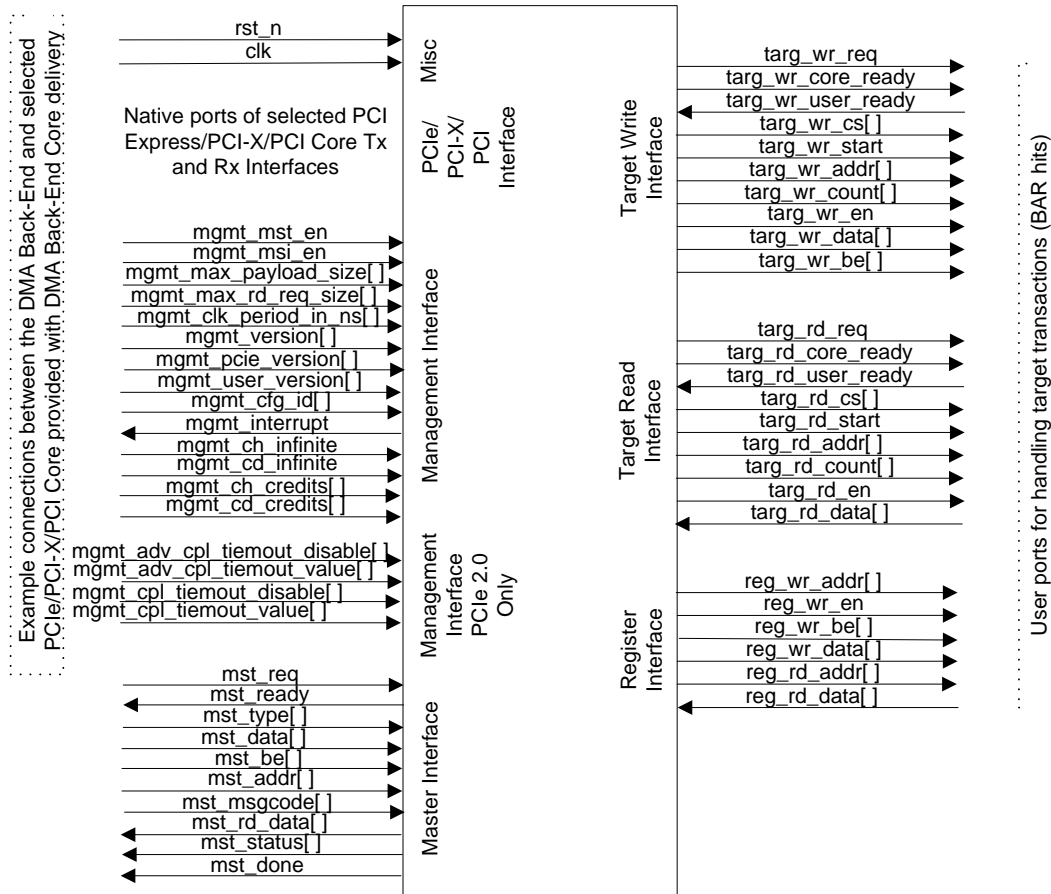 Example connections between the DMA Back-End and selected
PCIe/PCI-X/PCI Core provided with DMA Back-End Core delivery
rst_n
clk
Native ports of selected PCI
Express/PCI-X/PCI Core Tx
and Rx Interfaces
mgmt_mst_en
mgmt_msi_en
mgmt_max_payload_size[ ]
mgmt_max_rd_req_size[ ]
mgmt_clk_period_in_ns[ ]
mgmt_version[ ]
mgmt_pcie_version[ ]
mgmt_user_version[ ]
mgmt_cfg_id[ ]
mgmt_interrupt
mgmt_ch_infinite
mgmt_cd_infinite
mgmt_ch_credits[ ]
mgmt_cd_credits[ ]
mgmt_adv_cpl_tiemout_disable[ ]
mgmt_adv_cpl_tiemout_value[ ]
mgmt_cpl_tiemout_disable[ ]
mgmt_cpl_tiemout_value[ ]
mst_req
mst_ready
mst_type[ ]
mst_data[ ]
mst_be[ ]
mst_addr[ ]
mst_msgcode[ ]
mst_rd_data[ ]
mst_status[ ]
mst_done
Misc
PCIe/
PCI-X/
PCI
Interface
Management Interface
Management
Interface
PCIe 2.0
Only
Master Interface
Target Write
Interface
Target Read
Interface
Register
Interface
targ_wr_req
targ_wr_core_ready
targ_wr_user_ready
targ_wr_cs[ ]
targ_wr_start
targ_wr_addr[ ]
targ_wr_count[ ]
targ_wr_en
targ_wr_data[ ]
targ_wr_be[ ]
targ_rd_req
targ_rd_core_ready
targ_rd_user_ready
targ_rd_cs[ ]
targ_rd_start
targ_rd_addr[ ]
targ_rd_count[ ]
targ_rd_en
targ_rd_data[ ]
reg_wr_addr[ ]
reg_wr_en
reg_wr_be[ ]
reg_wr_data[ ]
reg_rd_addr[ ]
reg_rd_data[ ]
User ports for handling target transactions (BAR hits)